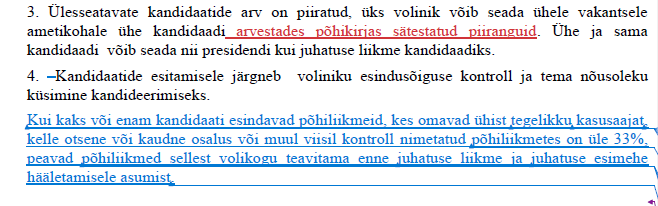 3. Ülesseatavate kandidaatide arv on piiratud, üks volinik võib seada ühele vakantsele
ametikohale ühe kandidaadi arvestades põhikirjas sätestatud piiranguid. Ühe ja sama
kandidaadi võib seada nii presidendi kui juhatuse liikme kandidaadiks.
4. –Kandidaatide esitamisele järgneb voliniku esindusõiguse kontroll ja tema nõusoleku
küsimine kandideerimiseks.
Kui kaks või enam kandidaati esindavad põhiliikmeid, kes omavad ühist tegelikku kasusaajat,
kelle otsene või kaudne osalus või muul viisil kontroll nimetatud põhiliikmetes on üle 33%,
peavad põhiliikmed sellest volikogu teavitama enne juhatuse liikme ja juhatuse esimehe
hääletamisele asumist.